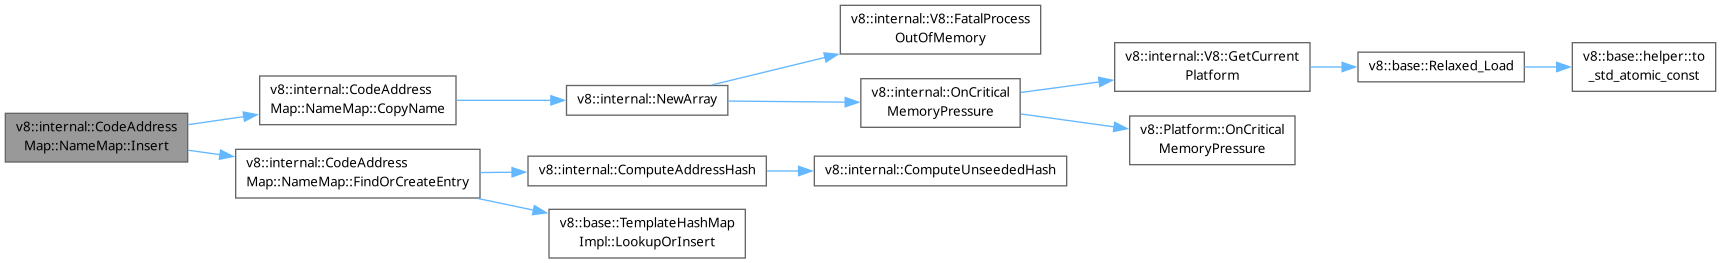 v8::internal::CodeAddress
Map::NameMap::Insert
v8::internal::CodeAddress
Map::NameMap::CopyName
v8::internal::NewArray
v8::internal::V8::FatalProcess
OutOfMemory
v8::internal::OnCritical
MemoryPressure
v8::internal::V8::GetCurrent
Platform
v8::base::Relaxed_Load
v8::base::helper::to
_std_atomic_const
v8::Platform::OnCritical
MemoryPressure
v8::internal::CodeAddress
Map::NameMap::FindOrCreateEntry
v8::internal::ComputeAddressHash
v8::internal::ComputeUnseededHash
v8::base::TemplateHashMap
Impl::LookupOrInsert